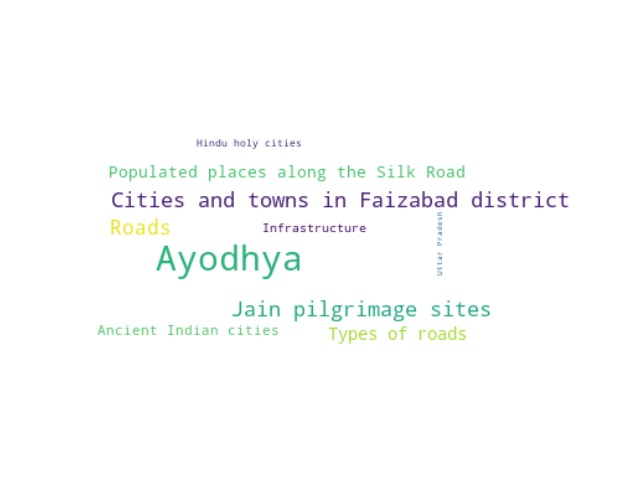 Hindu holy cities
Populated places along the Silk Road
Cities and towns in Faizabad district
Roads
Infrastructure
Uttar Pradesh
Ayodhya
Jain pilgrimage sites
Ancient Indian cities
Types of roads